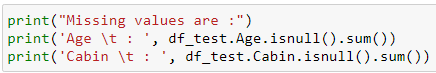 print("Missing values are :")
print('Age \t : ', df_test.Age.isnull().sum())
print('Cabin \t : ', df_test.Cabin.isnull().sum())